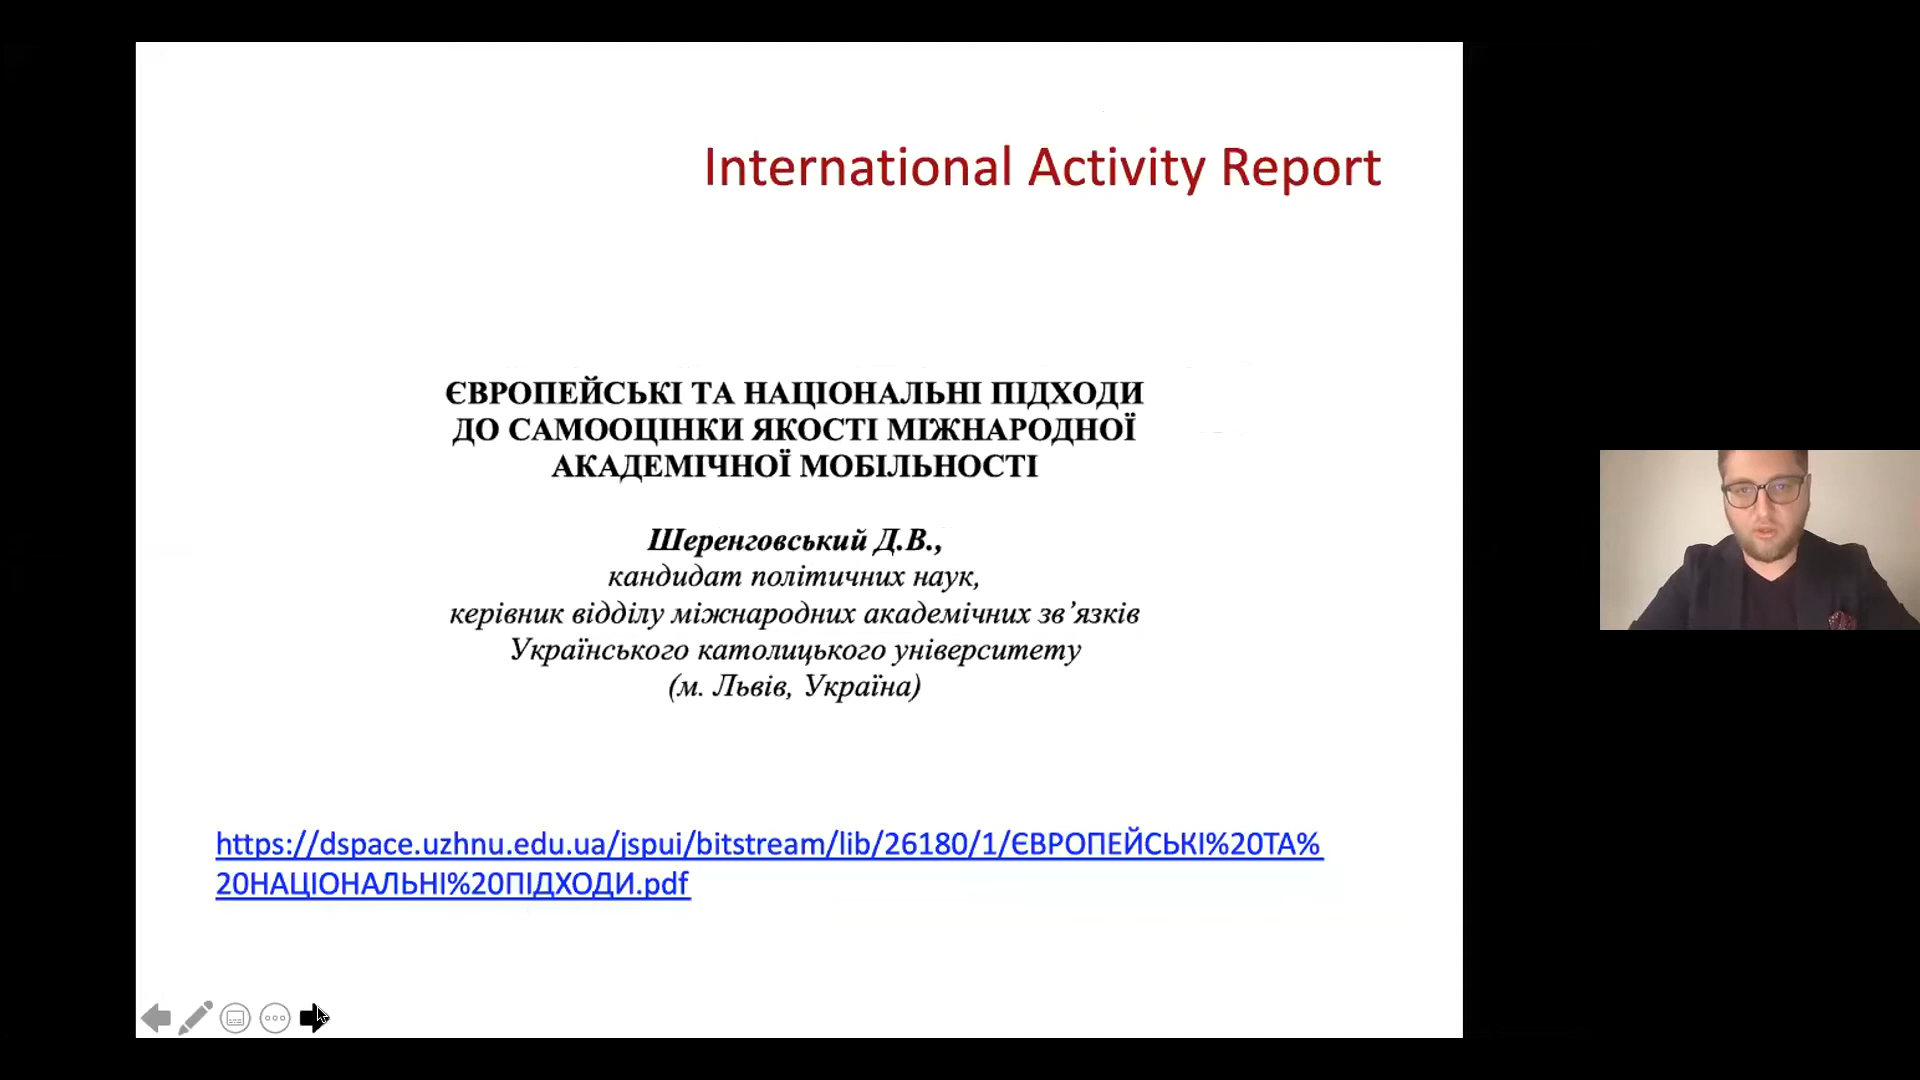 International Activity Report
ЄВРОПЕЙСЬКІ ТА НАЦІОНАЛЬНІ ПІДХОДИ
ДО САМООЦІНКИ ЯКОСТІ МІЖНАРОДНОЇ
АКАДЕМІЧНОЇ МОБІЛЬНОСТІ
Шеренговський Д.В.,
кандидат політичних наук,
керівник відділу міжнародних академічних зв’язків
Українського католицького університету
(м. Львів, Україна)
https://dspace.uzhnu.edu.ua/jspui/bitstream/lib/26180/1/ЄВРОПЕЙСЬКІ%20ТА%
20НАЦІОНАЛЬНІ%20ПІДХОДИ.pdf